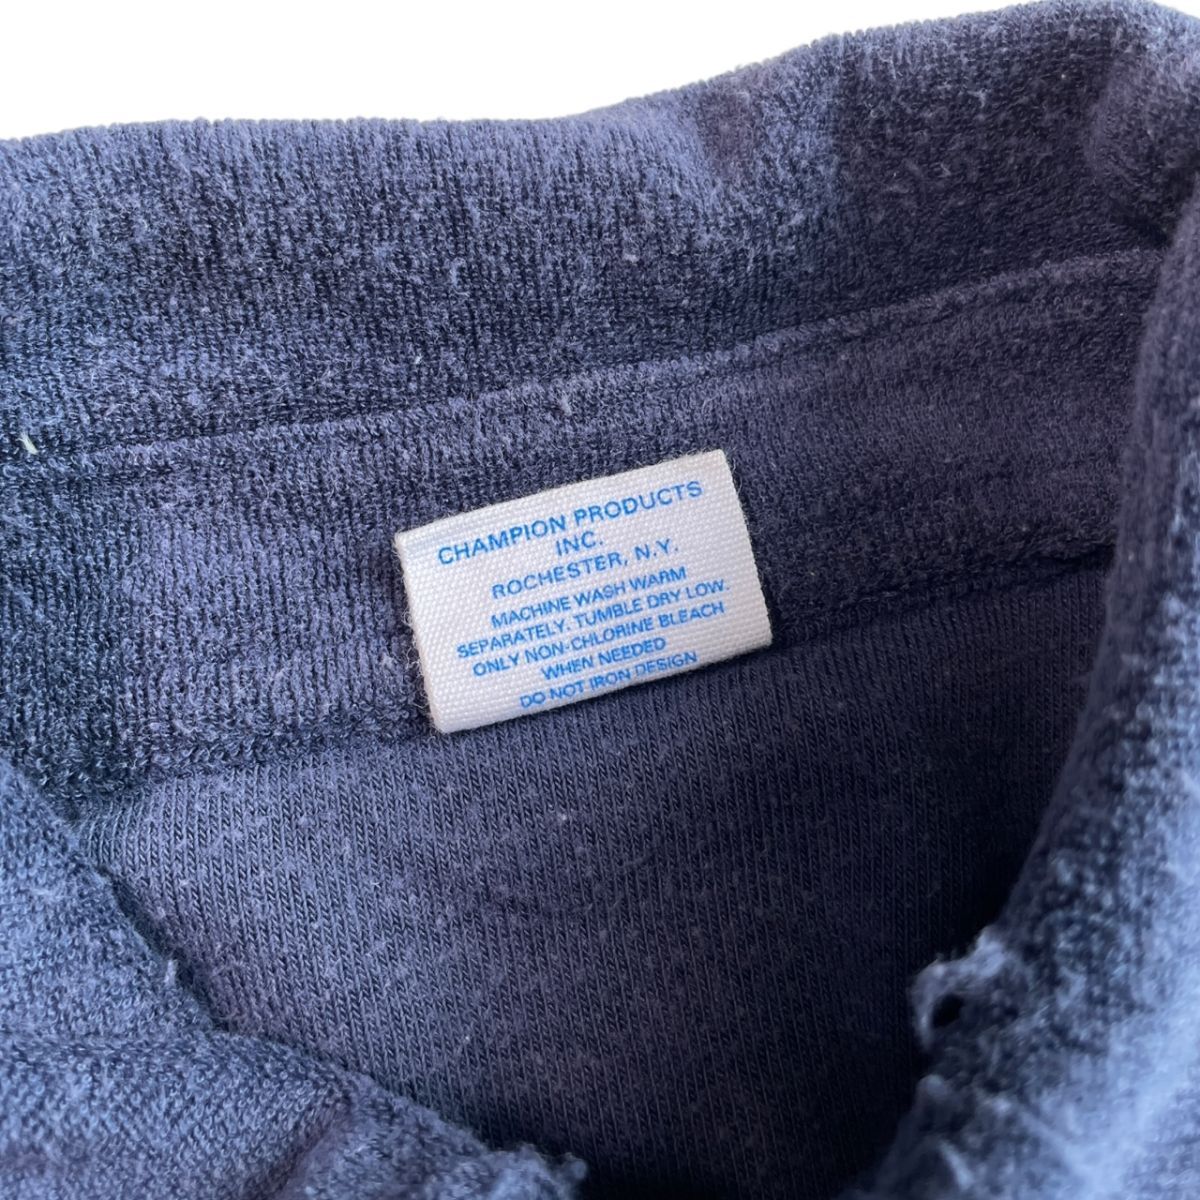 CHAMPION PRODUCTS
INC.
ROCHESTER, N.Y.
MACHINE WASH WARM
SEPARATELY. TUMBLE DRY LOW.
ONLY NON-CHLORINE BLEACH
WHEN NEEDED
DO NOT IRON DESIGN